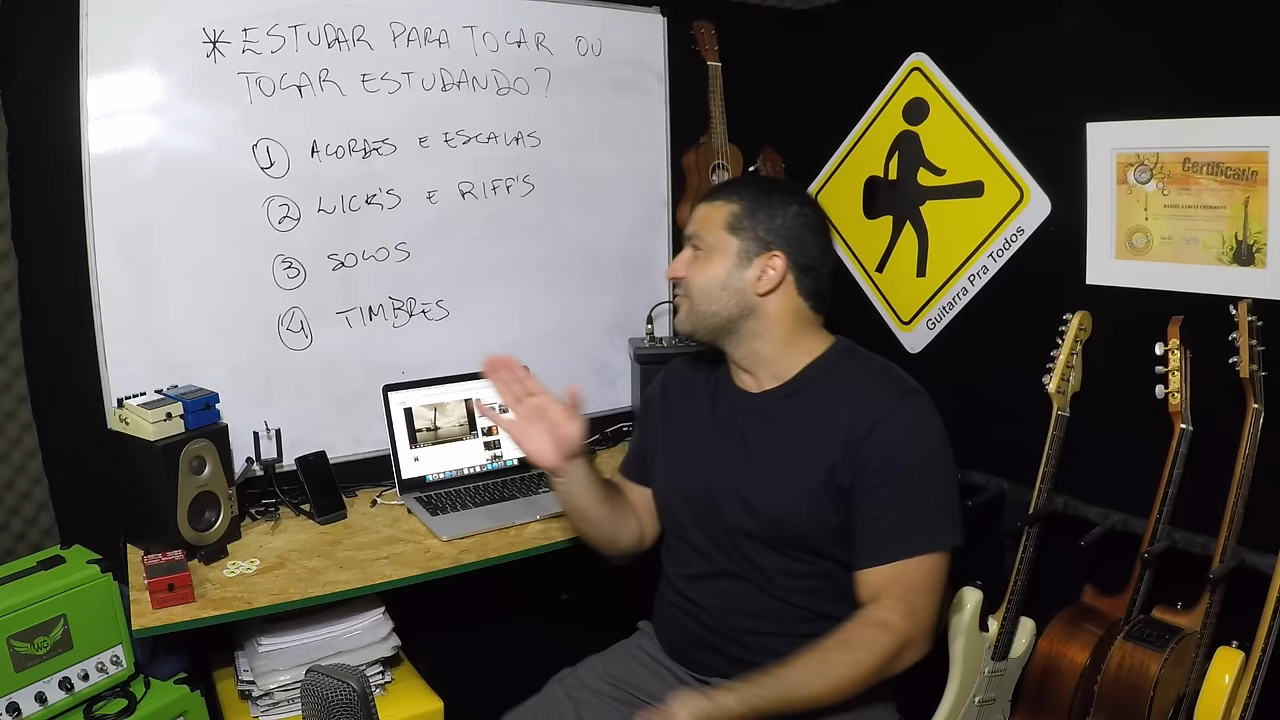 * ESTUDAR PARA TOCAR OU
TOCAR ESTUDANDO?
1 ACORDES E ESCALAS
2 LICK'S E RIFF'S
3 SOLOS
4 TIMBRES
Guitarra Pra Todos
Certificado